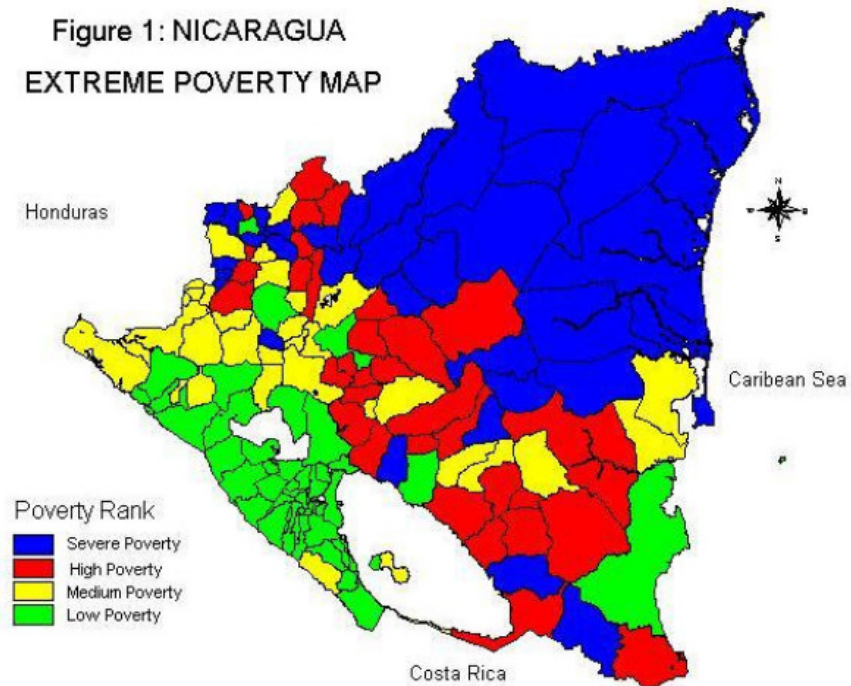 Figure 1: NICARAGUA
EXTREME POVERTY MAP
Honduras
N
W
S
Caribean Sea
Poverty Rank
Severe Poverty
High Poverty
Medium Poverty
Low Poverty
Costa Rica